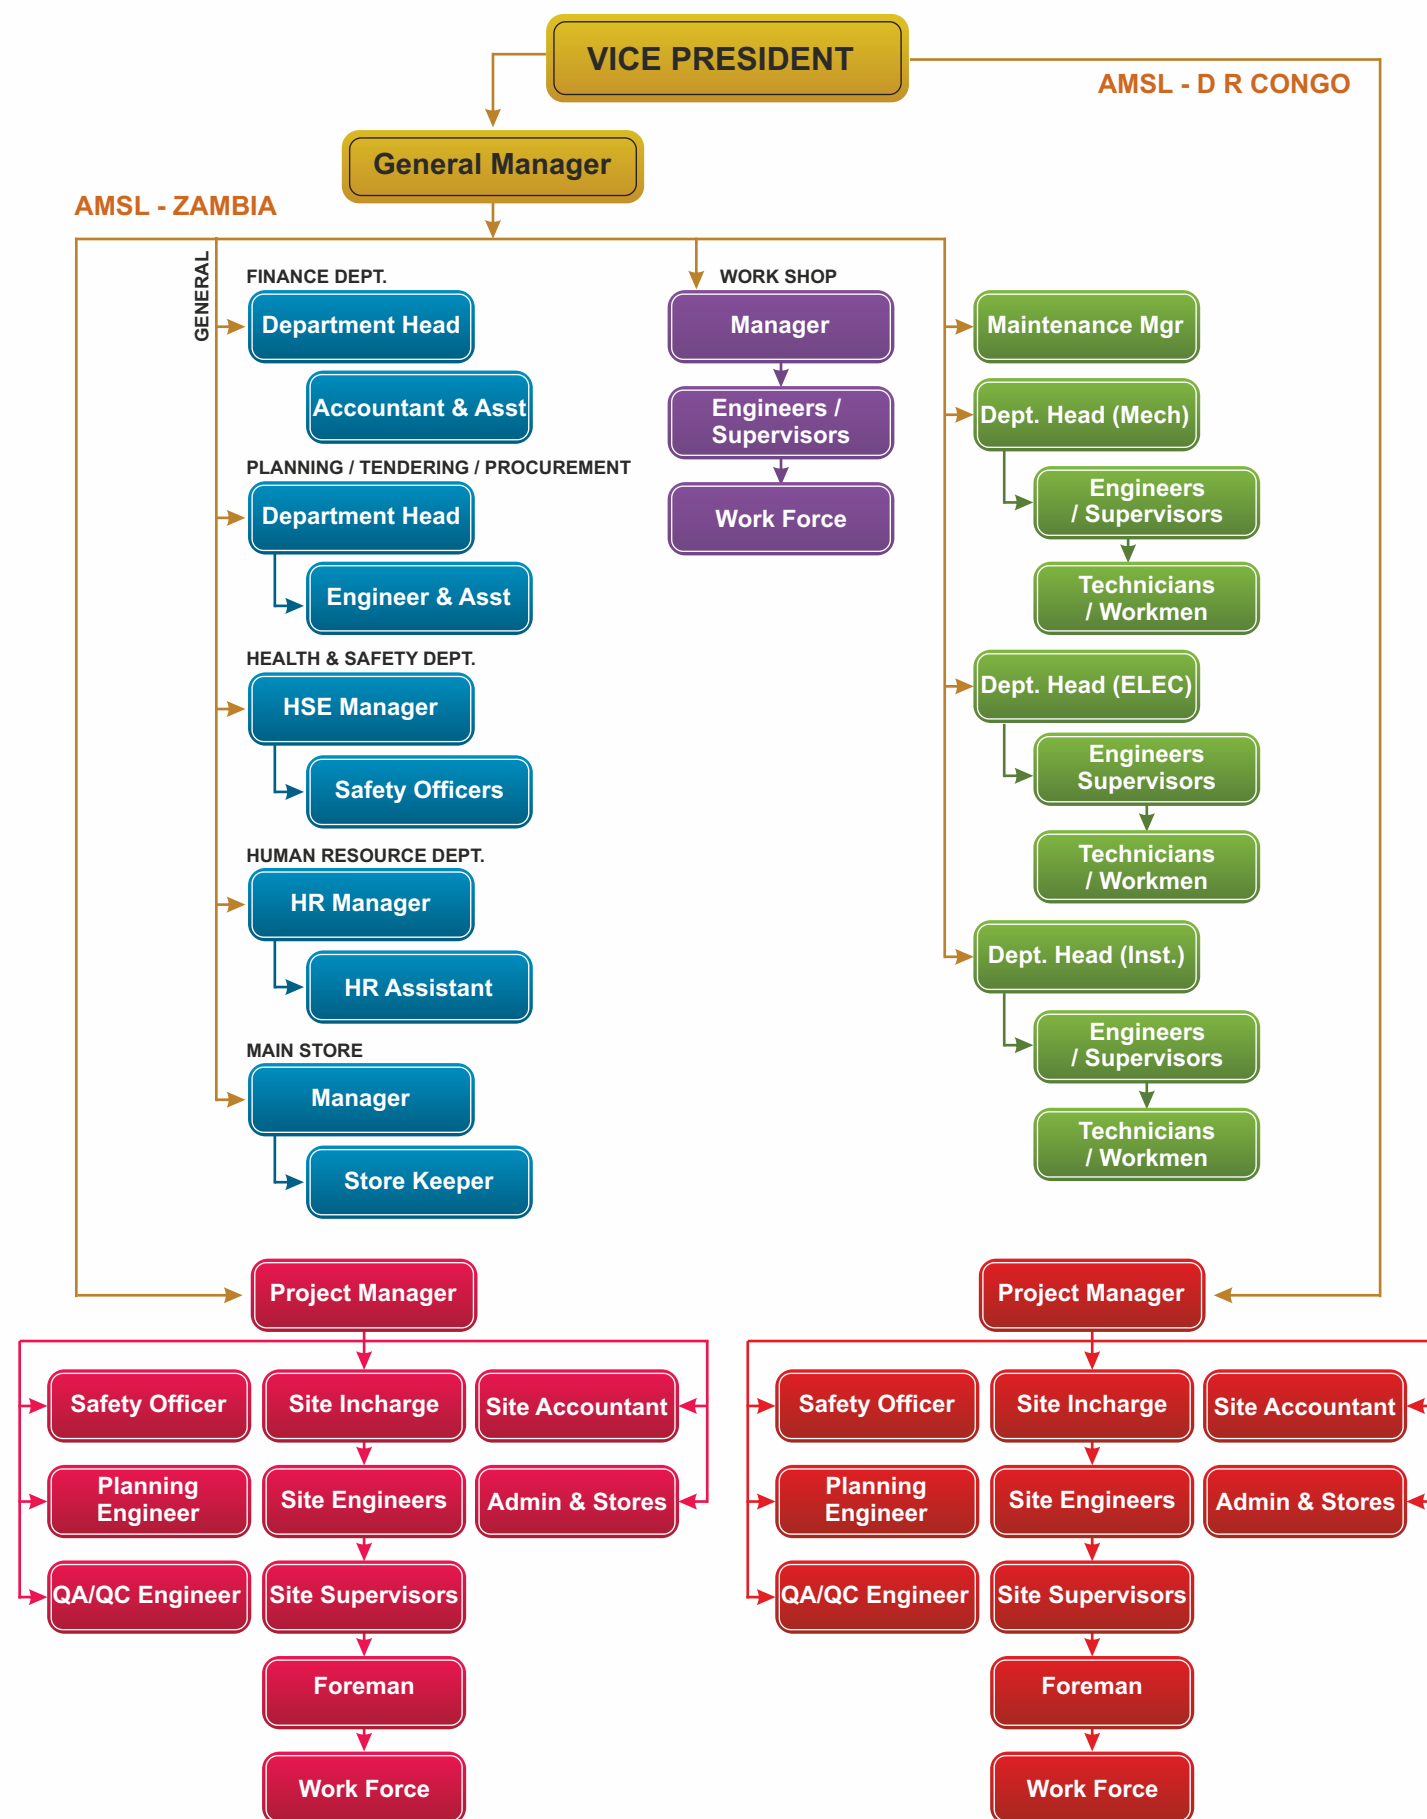 VICE PRESIDENT
AMSL - D R CONGO
General Manager
AMSL - ZAMBIA
GENERAL
FINANCE DEPT.
Department Head
Accountant & Asst
PLANNING / TENDERING / PROCUREMENT
Department Head
Engineer & Asst
HEALTH & SAFETY DEPT.
HSE Manager
Safety Officers
HUMAN RESOURCE DEPT.
HR Manager
HR Assistant
MAIN STORE
Manager
Store Keeper
WORK SHOP
Manager
Engineers /
Supervisors
Work Force
Maintenance Mgr
Dept. Head (Mech)
Engineers
/ Supervisors
Technicians
/ Workmen
Dept. Head (ELEC)
Engineers
Supervisors
Technicians
/ Workmen
Dept. Head (Inst.)
Engineers
/ Supervisors
Technicians
/ Workmen
Project Manager
Safety Officer
Planning
Engineer
QA/QC Engineer
Site Incharge
Site Engineers
Site Supervisors
Foreman
Work Force
Site Accountant
Admin & Stores
Project Manager
Safety Officer
Planning
Engineer
QA/QC Engineer
Site Incharge
Site Engineers
Site Supervisors
Foreman
Work Force
Site Accountant
Admin & Stores